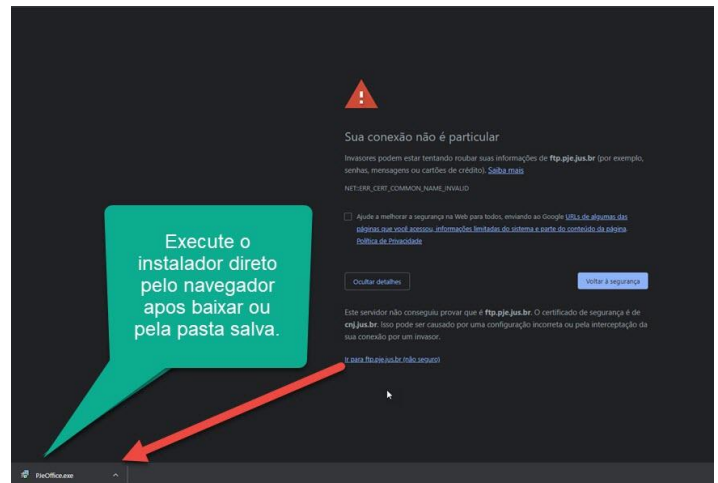 Sua conexão não é particular
Invasores podem estar tentando roubar suas informações de ftp.pje.jus.br (por exemplo,
senhas, mensagens ou cartões de crédito). Saiba mais
NET::ERR_CERT_COMMON_NAME_INVALID
Ajude a melhorar a segurança na Web para todos, enviando ao Google URLs de algumas das
páginas que você acessou, informações limitadas do sistema e parte do conteúdo da página.
Política de Privacidade
Ocultar detalhes
Voltar à segurança
Este servidor não conseguiu provar que é ftp.pje.jus.br. O certificado de segurança é de
cnj.jus.br. Isso pode ser causado por uma configuração incorreta ou pela interceptação da
sua conexão por um invasor.
Ir para ftp.pje.jus.br (não seguro)
Execute o
instalador direto
pelo navegador
apos baixar ou
pela pasta salva.
PJeOffice.exe